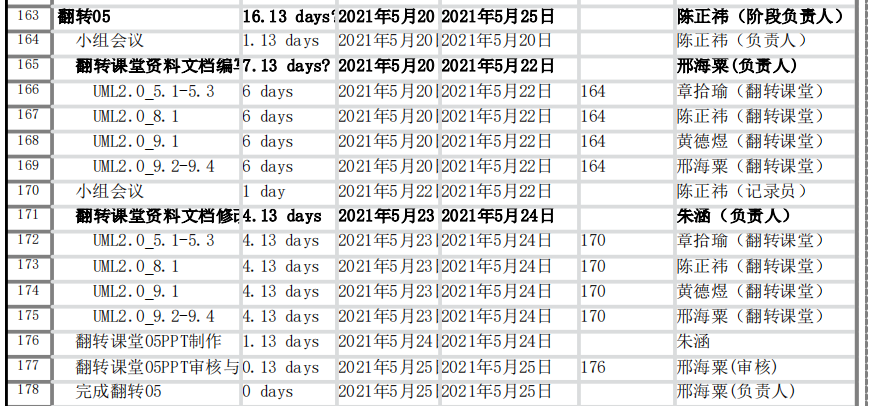 163 翻转05 16.13 days? 2021年5月20 2021年5月25日 陈正祎（阶段负责人）
164 小组会议 1.13 days 2021年5月20日 2021年5月20日 陈正祎（负责人）
165 翻转课堂资料文档编写 7.13 days? 2021年5月20 2021年5月22日 邢海粟(负责人)
166 UML2.0_5.1-5.3 6 days 2021年5月20日 2021年5月22日 164 章拾瑜（翻转课堂）
167 UML2.0_8.1 6 days 2021年5月20日 2021年5月22日 164 陈正祎（翻转课堂）
168 UML2.0_9.1 6 days 2021年5月20日 2021年5月22日 164 黄德煜（翻转课堂）
169 UML2.0_9.2-9.4 6 days 2021年5月20日 2021年5月22日 164 邢海粟（翻转课堂）
170 小组会议 1 day 2021年5月22日 2021年5月22日 陈正祎（记录员）
171 翻转课堂资料文档修改 4.13 days 2021年5月23 2021年5月24日 朱涵（负责人）
172 UML2.0_5.1-5.3 4.13 days 2021年5月23日 2021年5月24日 170 章拾瑜（翻转课堂）
173 UML2.0_8.1 4.13 days 2021年5月23日 2021年5月24日 170 陈正祎（翻转课堂）
174 UML2.0_9.1 4.13 days 2021年5月23日 2021年5月24日 170 黄德煜（翻转课堂）
175 UML2.0_9.2-9.4 4.13 days 2021年5月23日 2021年5月24日 170 邢海粟（翻转课堂）
176 翻转课堂05PPT制作 1.13 days 2021年5月24日 2021年5月24日 朱涵
177 翻转课堂05PPT审核与 0.13 days 2021年5月25日 2021年5月25日 176 邢海粟(审核)
178 完成翻转05 0 days 2021年5月25日 2021年5月25日 邢海粟(负责人)